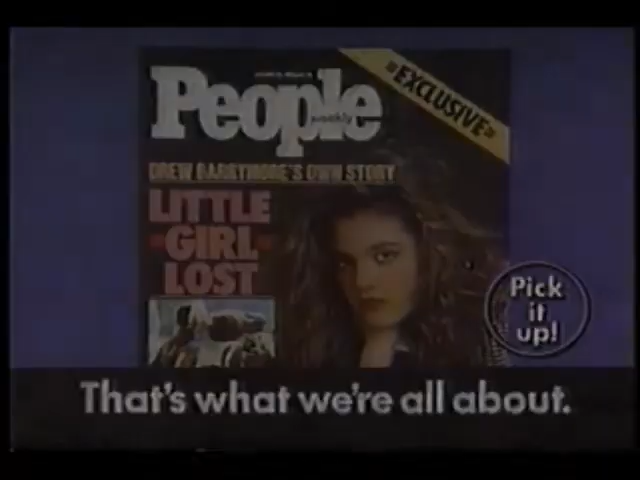 People
weekly
EXCLUSIVE
DREW BARRYMORE'S OWN STORY
LITTLE
GIRL
LOST
Pick
it
up!
That's what we're all about.